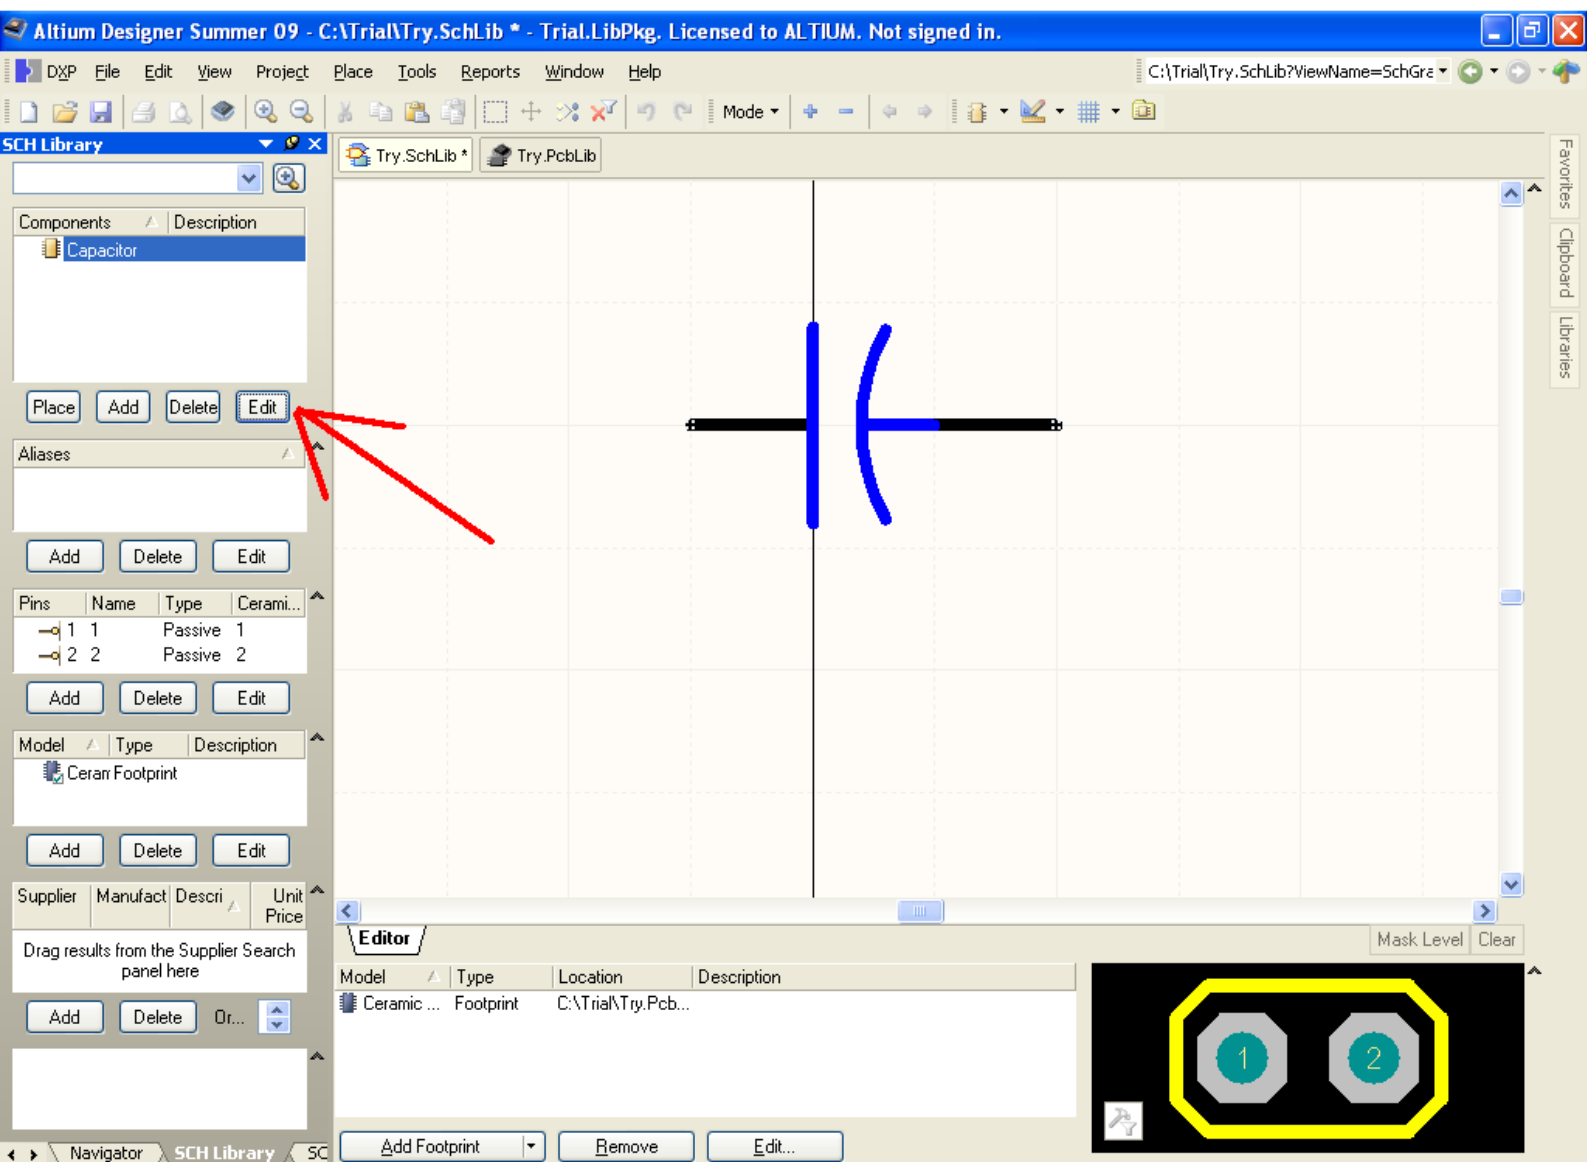 Altium Designer Summer 09 - C:\Trial\Try.SchLib * - Trial.LibPkg. Licensed to ALTIUM. Not signed in.
DXP File Edit View Project Place Tools Reports Window Help C:\Trial\Try.SchLib?ViewName=SchGra
Mode
SCH Library
Try.SchLib * Try.PcbLib
Components Description
Capacitor
Place Add Delete Edit
Aliases
Add Delete Edit
Pins Name Type Cerami...
1 1 Passive 1
2 2 Passive 2
Add Delete Edit
Model Type Description
Ceran Footprint
Add Delete Edit
Supplier Manufact Descri Unit Price
Drag results from the Supplier Search
panel here
Add Delete Or...
Navigator SCH Library SC
Editor
Mask Level Clear
Model Type Location Description
Ceramic ... Footprint C:\Trial\Try.Pcb...
Add Footprint Remove Edit...
1 2
Favorites
Clipboard
Libraries